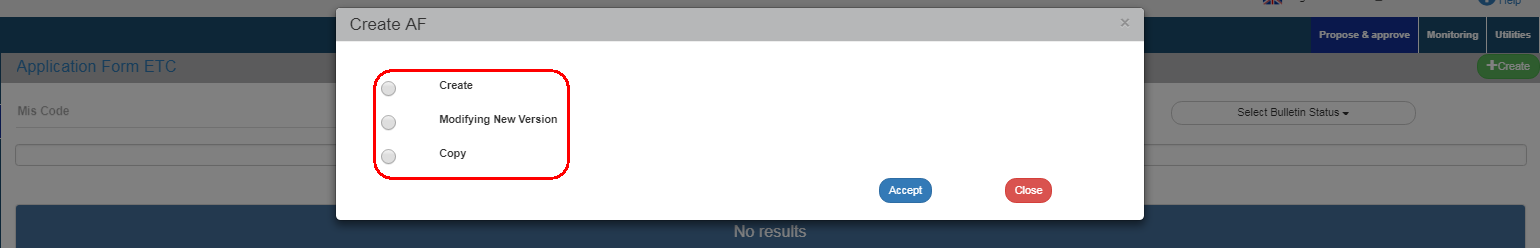 Create AF
×
Help
Propose & approve
Monitoring
Utilities
Application Form ETC
Create
Create
Mis Code
Select Bulletin Status
Modifying New Version
Copy
Accept
Close
No results